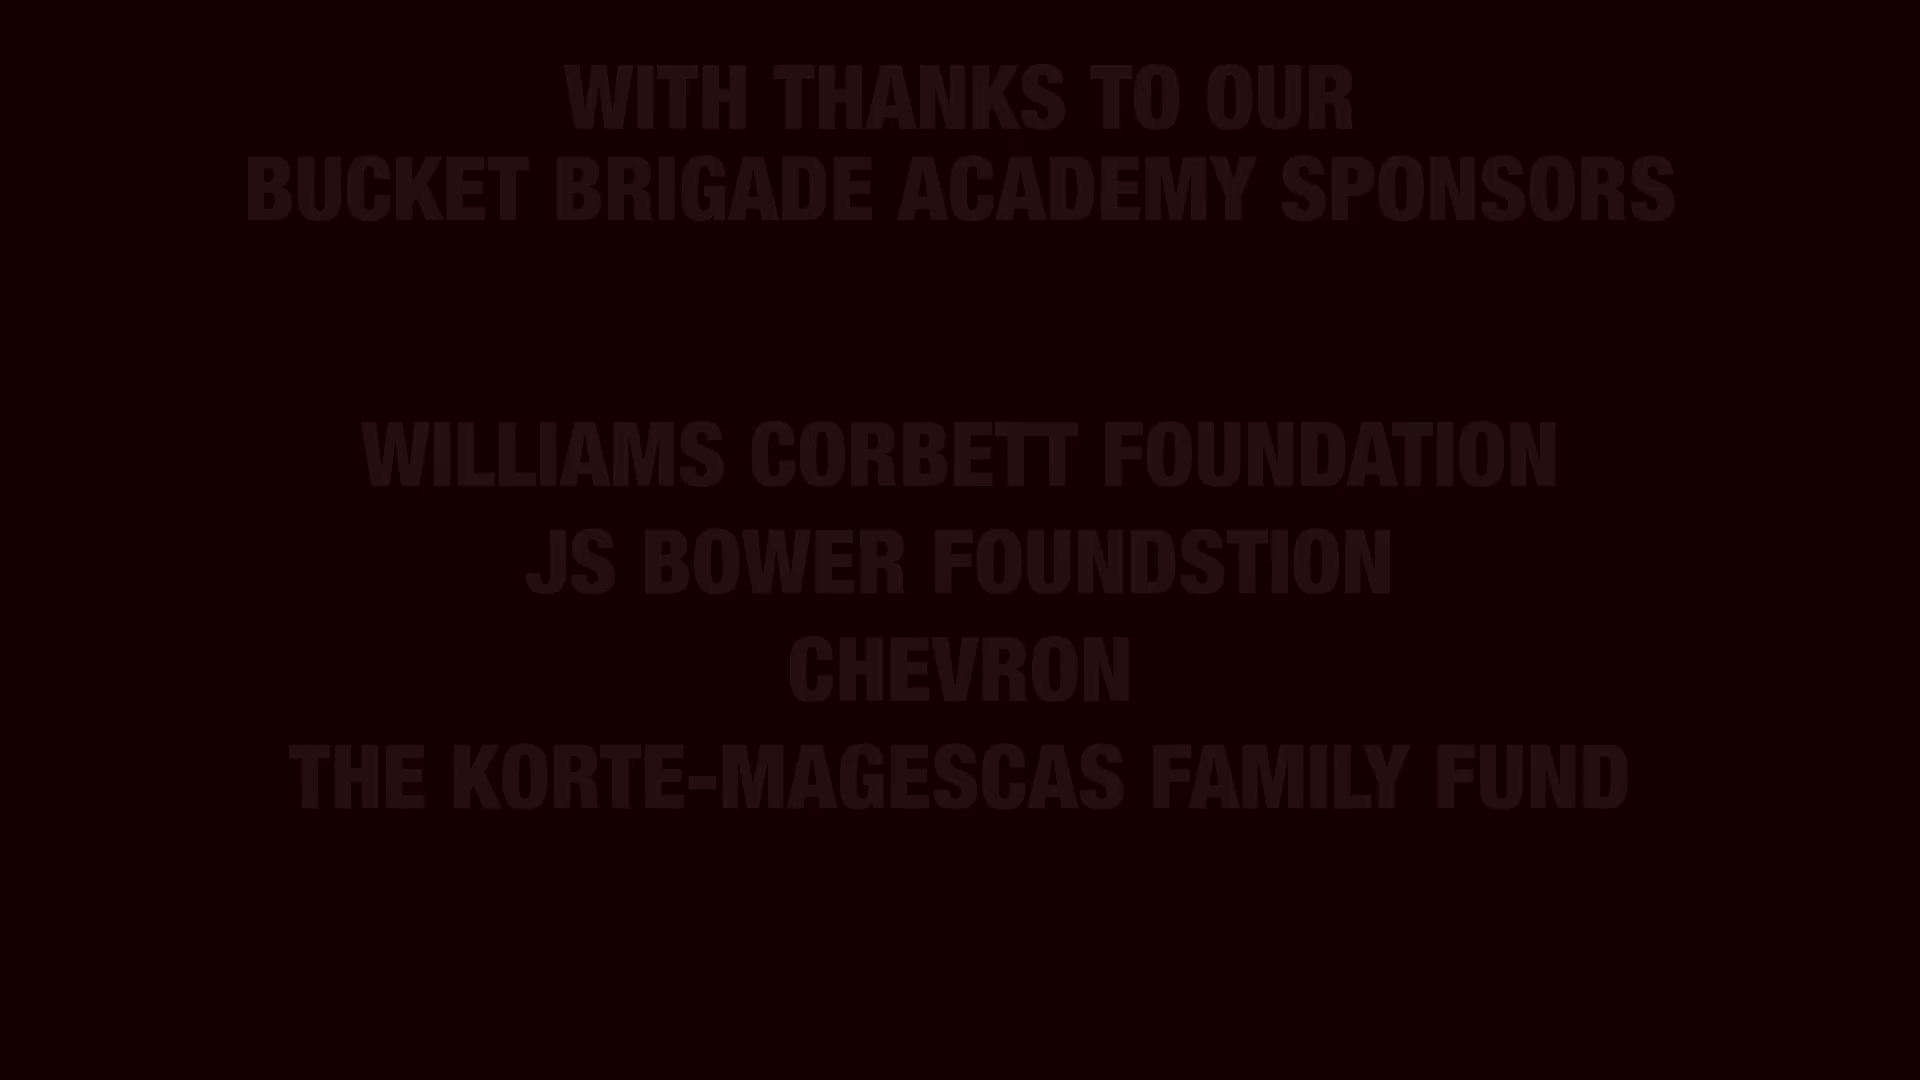 WITH THANKS TO OUR
BUCKET BRIGADE ACADEMY SPONSORS
WILLIAMS CORBETT FOUNDATION
JS BOWER FOUNDSTION
CHEVRON
THE KORTE-MAGESCAS FAMILY FUND